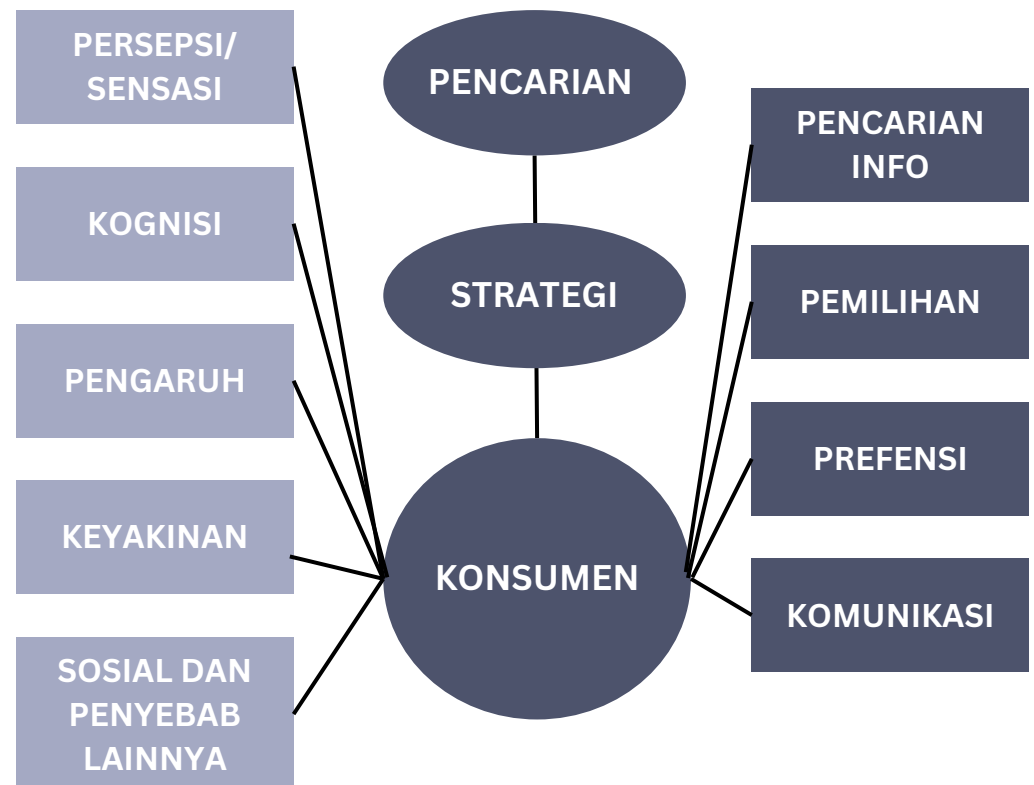 PERSEPSI/
SENSASI
KOGNISI
PENGARUH
KEYAKINAN
SOSIAL DAN
PENYEBAB
LAINNYA
PENCARIAN
STRATEGI
KONSUMEN
PENCARIAN
INFO
PEMILIHAN
PREFENSI
KOMUNIKASI